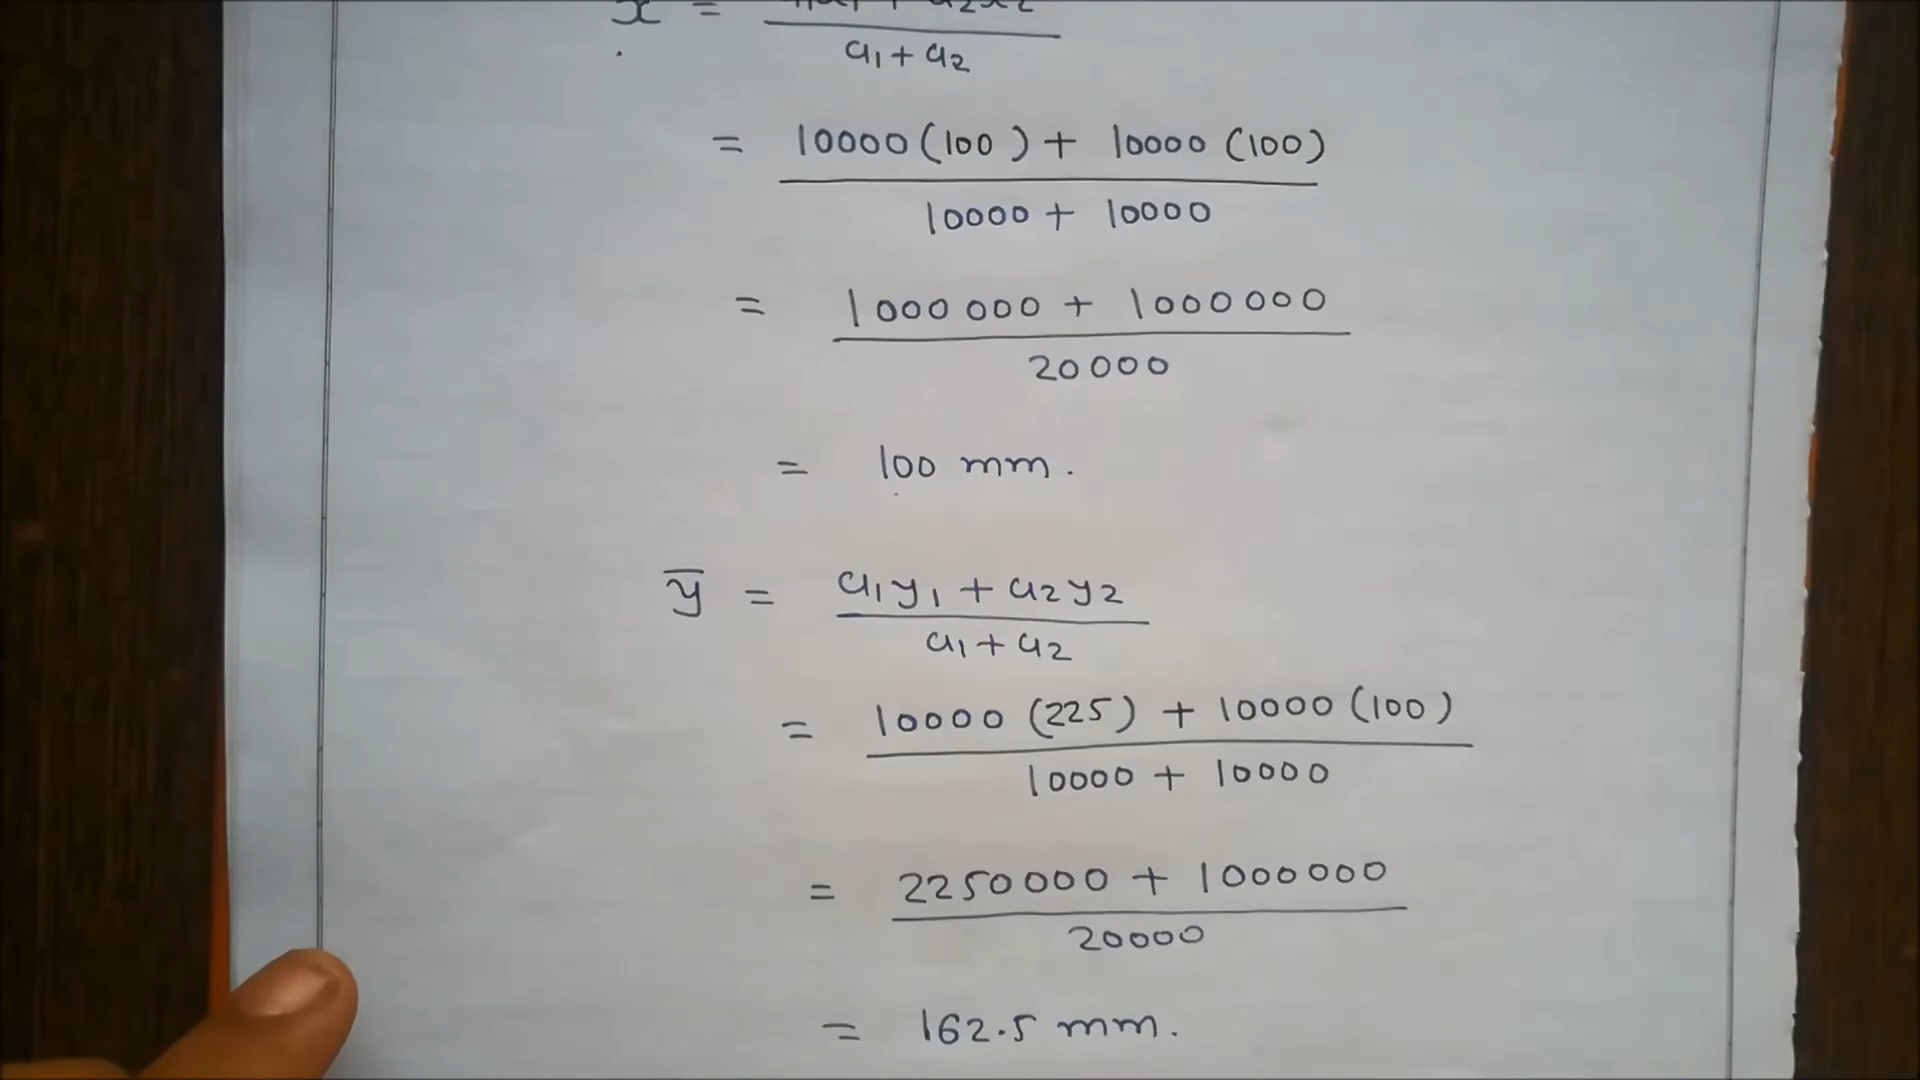 x̄ = 
a1 + a2
= 10000 (100) + 10000 (100)
10000 + 10000
= 1000 000 + 1000000
20000
= 100 mm.
ȳ = a1y1 + a2y2
a1 + a2
= 10000 (225) + 10000 (100)
10000 + 10000
= 2250000 + 1000000
20000
= 162.5 mm.